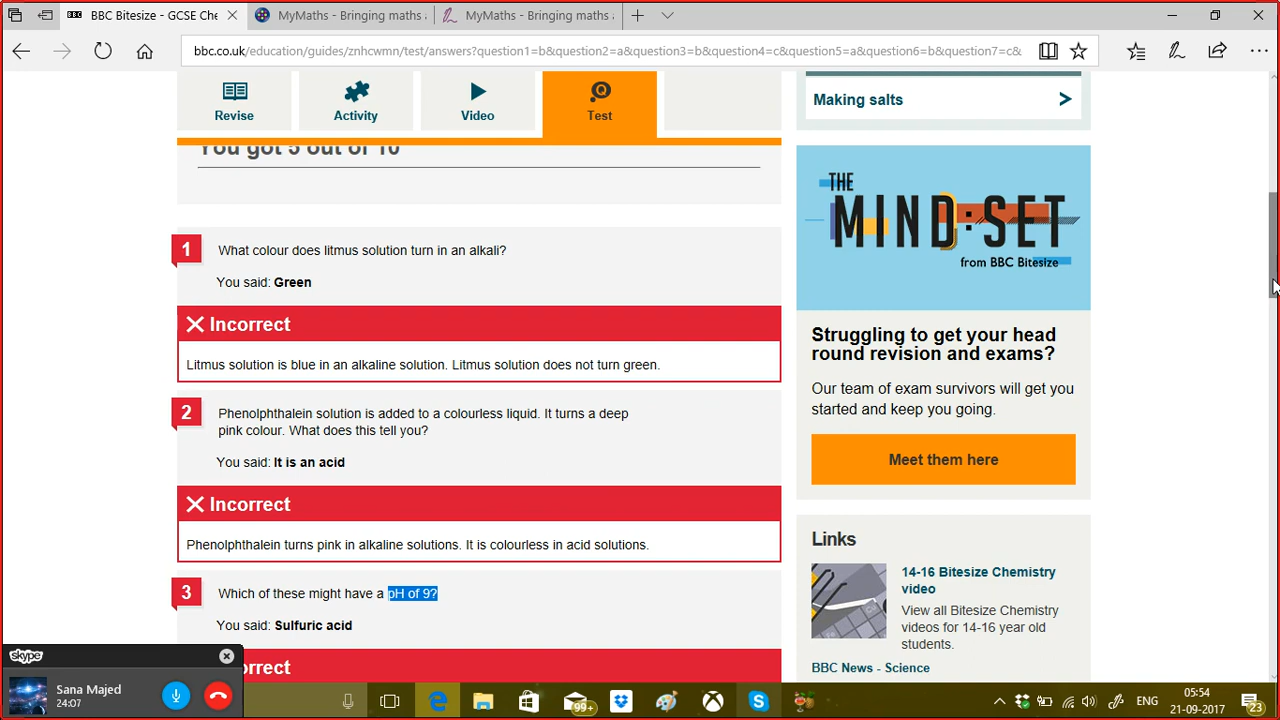 BBC Bitesize - GCSE Che
MyMaths - Bringing maths
MyMaths - Bringing maths
bbc.co.uk/education/guides/znhcwmn/test/answers?question1=b&question2=a&question3=b&question4=c&question5=a&question6=b&question7=c&
Revise
Activity
Video
Test
You got 5 out of 10
1
What colour does litmus solution turn in an alkali?
You said: Green
Incorrect
Litmus solution is blue in an alkaline solution. Litmus solution does not turn green.
2
Phenolphthalein solution is added to a colourless liquid. It turns a deep
pink colour. What does this tell you?
You said: It is an acid
Incorrect
Phenolphthalein turns pink in alkaline solutions. It is colourless in acid solutions.
3
Which of these might have a pH of 9?
You said: Sulfuric acid
orrect
Making salts
THE
MIND:SET
from BBC Bitesize
Struggling to get your head
round revision and exams?
Our team of exam survivors will get you
started and keep you going.
Meet them here
Links
14-16 Bitesize Chemistry
video
View all Bitesize Chemistry
videos for 14-16 year old
students.
BBC News - Science
skype
Sana Majed
24:07
99+
ENG
05:54
21-09-2017
23